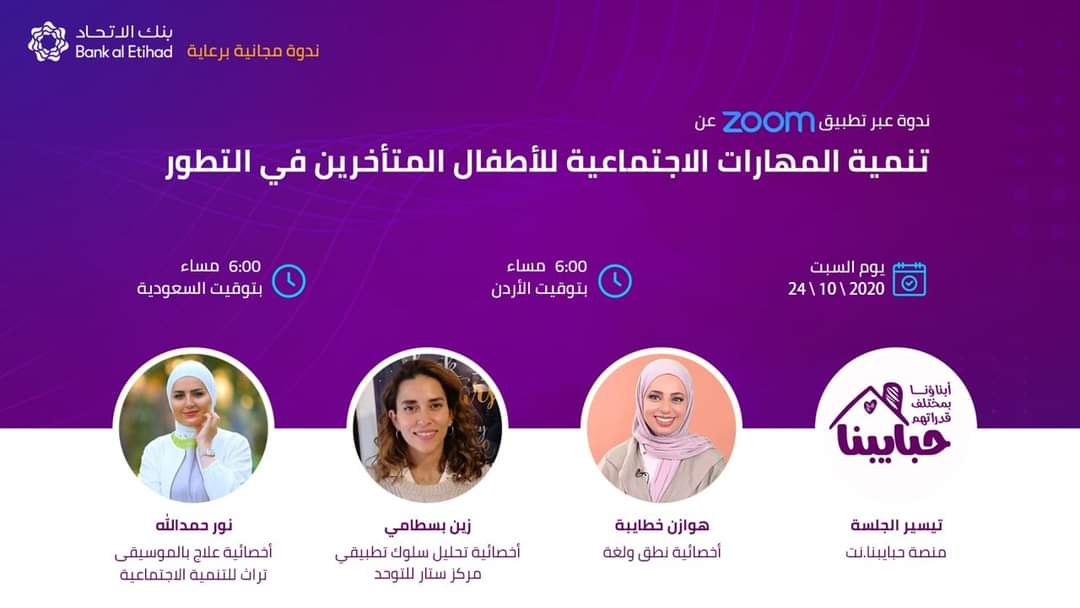 بنك الاتحاد
Bank al Etihad
ندوة مجانية برعاية
ندوة عبر تطبيق zoom عن
تنمية المهارات الاجتماعية للأطفال المتأخرين في التطور
يوم السبت
24 \ 10 \ 2020
6:00 مساء
بتوقيت الأردن
6:00 مساء
بتوقيت السعودية
أبناؤنا
بمختلف
قدراتهم
حبايبنا
تيسير الجلسة
منصة حبايبنا.نت
هوازن خطايبة
أخصائية نطق ولغة
زين بسطامي
أخصائية تحليل سلوك تطبيقي
مركز ستار للتوحد
نور حمدالله
أخصائية علاج بالموسيقى
تراث للتنمية الاجتماعية